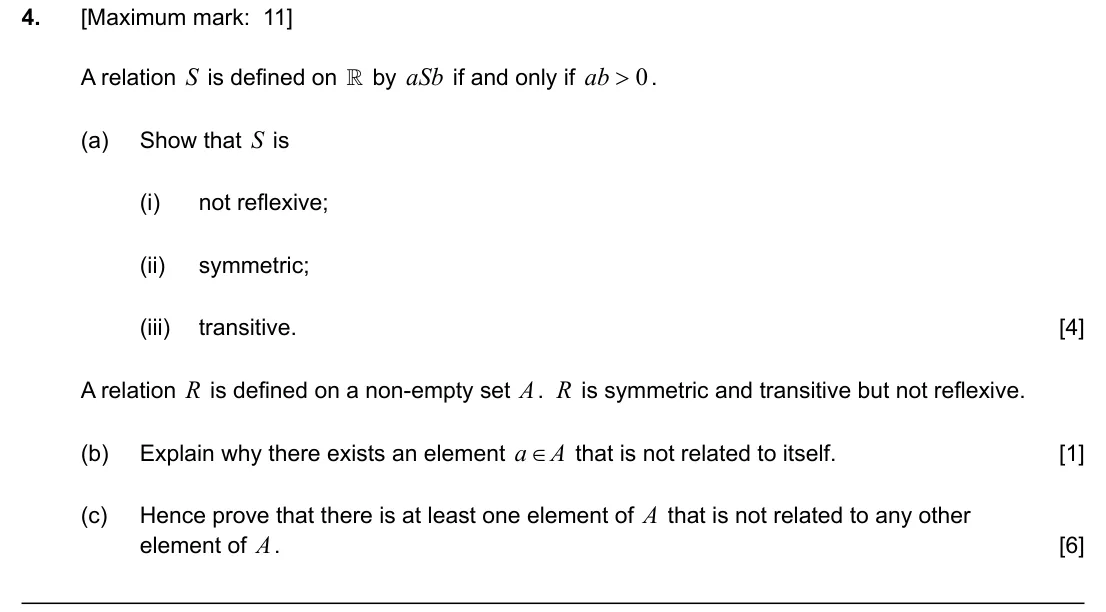 4. [Maximum mark: 11]
A relation S is defined on ℝ by aSb if and only if ab > 0.
(a) Show that S is
(i) not reflexive;
(ii) symmetric;
(iii) transitive. [4]
A relation R is defined on a non-empty set A. R is symmetric and transitive but not reflexive.
(b) Explain why there exists an element a ∈ A that is not related to itself. [1]
(c) Hence prove that there is at least one element of A that is not related to any other
element of A. [6]